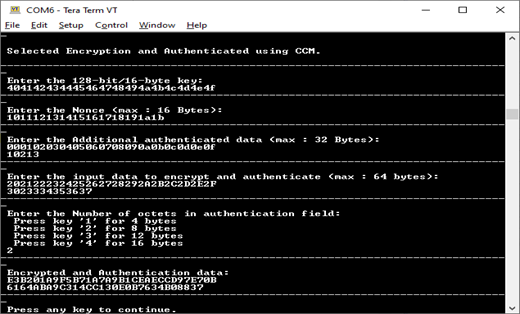 COM6 - Tera Term VT
File Edit Setup Control Window Help
Selected Encryption and Authenticated using CCM.
Enter the 128-bit/16-byte key:
404142434445464748494a4b4c4d4e4f
Enter the Nonce (max : 16 Bytes):
101112131415161718191a1b
Enter the Additional authenticated data (max : 32 Bytes):
000102030405060708090a0b0c0d0e0f
10213
Enter the input data to encrypt and authenticate (max : 64 bytes):
202122232425262728292A2B2C2D2E2F
3023334353637
Enter the Number of octets in authentication field:
Press key '1' for 4 bytes
Press key '2' for 8 bytes
Press key '3' for 12 bytes
Press key '4' for 16 bytes
2
Encrypted and Authentication data:
E3B201A9F5B71A7A9B1CEAECCD97E70B
6164ABA9C314CC130E0B7634B08837
Press any key to continue.